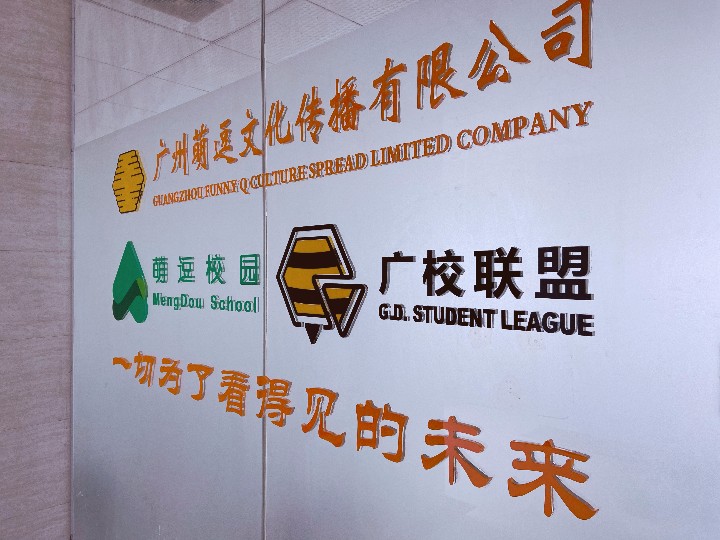 广州萌逗文化传播有限公司
GUANGZHOU FUNNY Q CULTURE SPREAD LIMITED COMPANY
萌逗校园
MengDou School
广校联盟
G.D. STUDENT LEAGUE
一切为了看得见的未来